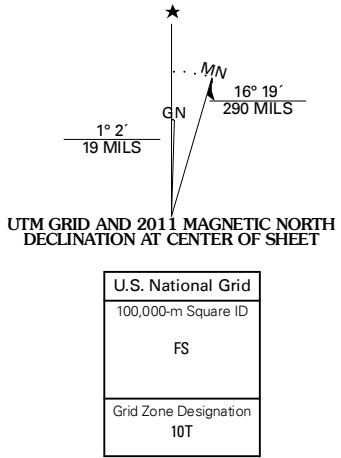 MN
16° 19´
290 MILS
GN
1° 2´
19 MILS
UTM GRID AND 2011 MAGNETIC NORTH
DECLINATION AT CENTER OF SHEET
U.S. National Grid
100,000-m Square ID
FS
Grid Zone Designation
10T